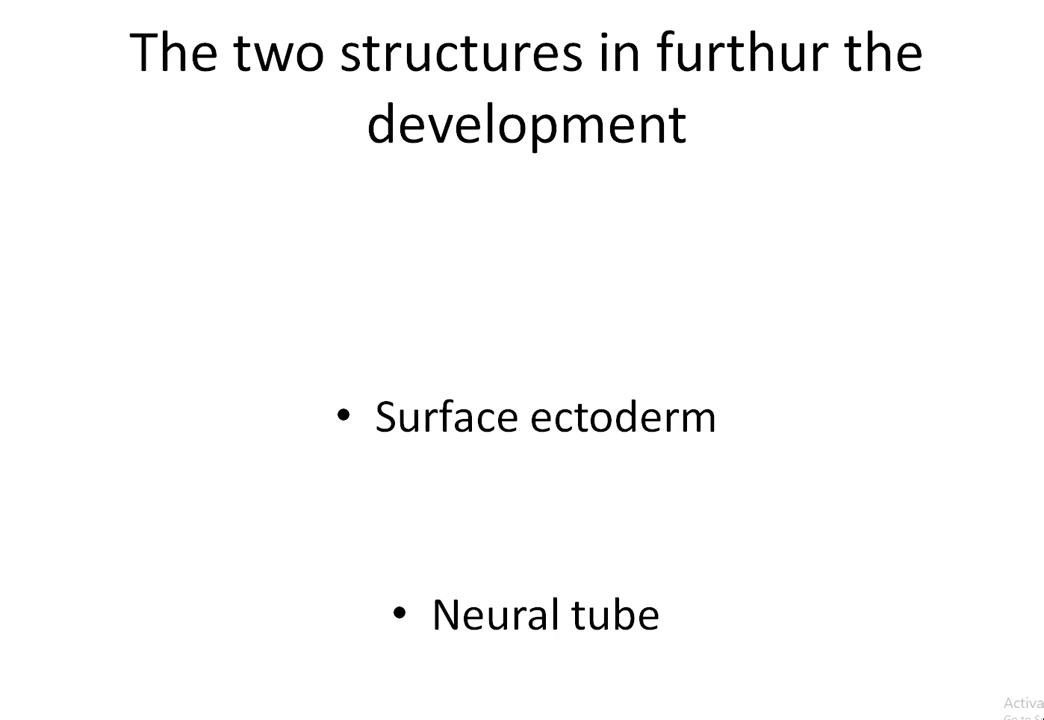 The two structures in furthur the
development
• Surface ectoderm
• Neural tube
Activa